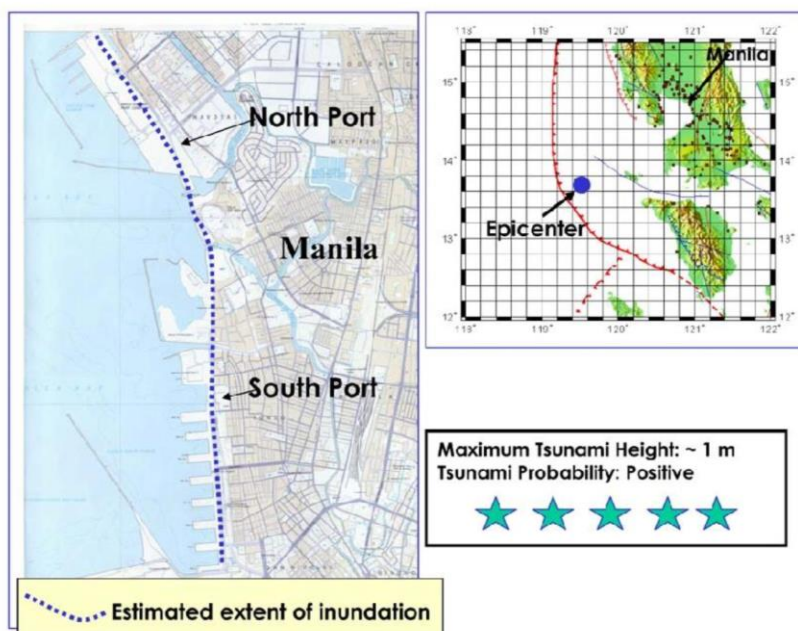 North Port
Manila
South Port
Estimated extent of inundation
Manila
Epicenter
15°
14°
13°
12°
118°
119°
120°
121°
122°
Maximum Tsunami Height: ~ 1 m
Tsunami Probability: Positive